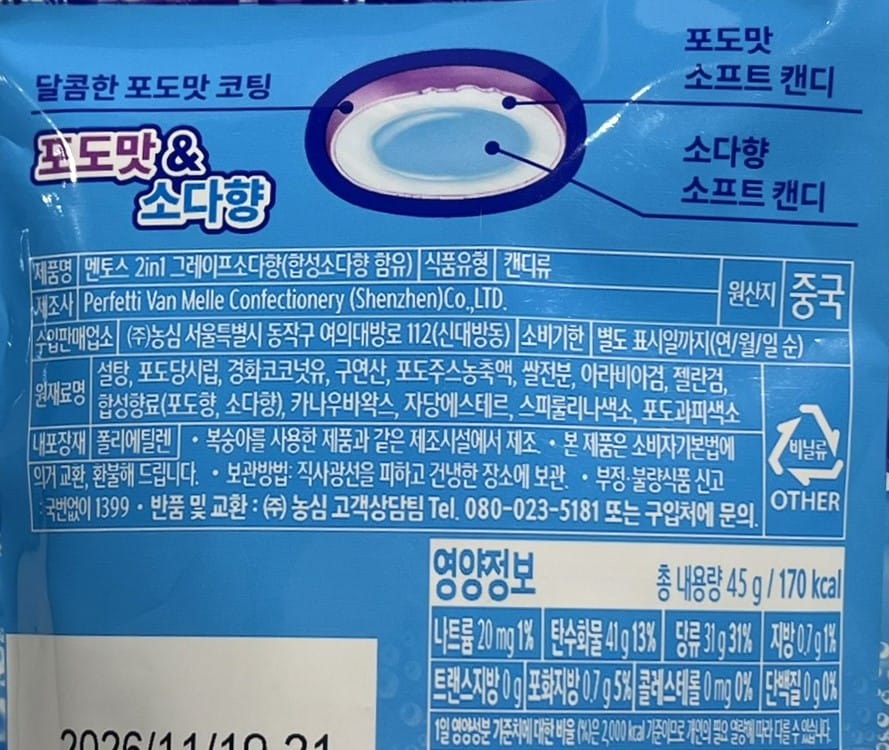 달콤한 포도맛 코팅
포도맛
소프트 캔디
포도맛 &
소다향
소다향
소프트 캔디
제품명 멘토스 2in1 그레이프소다향(합성소다향 함유) 식품유형 캔디류
제조사 Perfetti Van Melle Confectionery (Shenzhen)Co.,LTD.
원산지 중국
수입판매업소 (주)농심 서울특별시 동작구 여의대방로 112(신대방동) 소비기한 별도 표시일까지(연/월/일 순)
원재료명 설탕, 포도당시럽, 경화코코넛유, 구연산, 포도주스농축액, 쌀전분, 아라비아검, 젤란검,
합성향료(포도향, 소다향), 카나우바왁스, 자당에스테르, 스피룰리나색소, 포도과피색소
내포장재 폴리에틸렌 • 복숭아를 사용한 제품과 같은 제조시설에서 제조 • 본 제품은 소비자기본법에
의거 교환, 환불해 드립니다. • 보관방법: 직사광선을 피하고 건냉한 장소에 보관. • 부정·불량식품 신고
: 국번없이 1399 • 반품 및 교환 : (주) 농심 고객상담팀 Tel. 080-023-5181 또는 구입처에 문의.
비닐류
OTHER
영양정보 총 내용량 45 g / 170 kcal
나트륨 20 mg 1% 탄수화물 41 g 13% 당류 31 g 31% 지방 0.7 g 1%
트랜스지방 0 g 포화지방 0.7 g 5% 콜레스테롤 0 mg 0% 단백질 0 g 0%
1일 영양성분 기준치에 대한 비율 (%)은 2,000 kcal 기준이므로 개인의 필요 열량에 따라 다를 수 있습니다.
2026/11/19 21